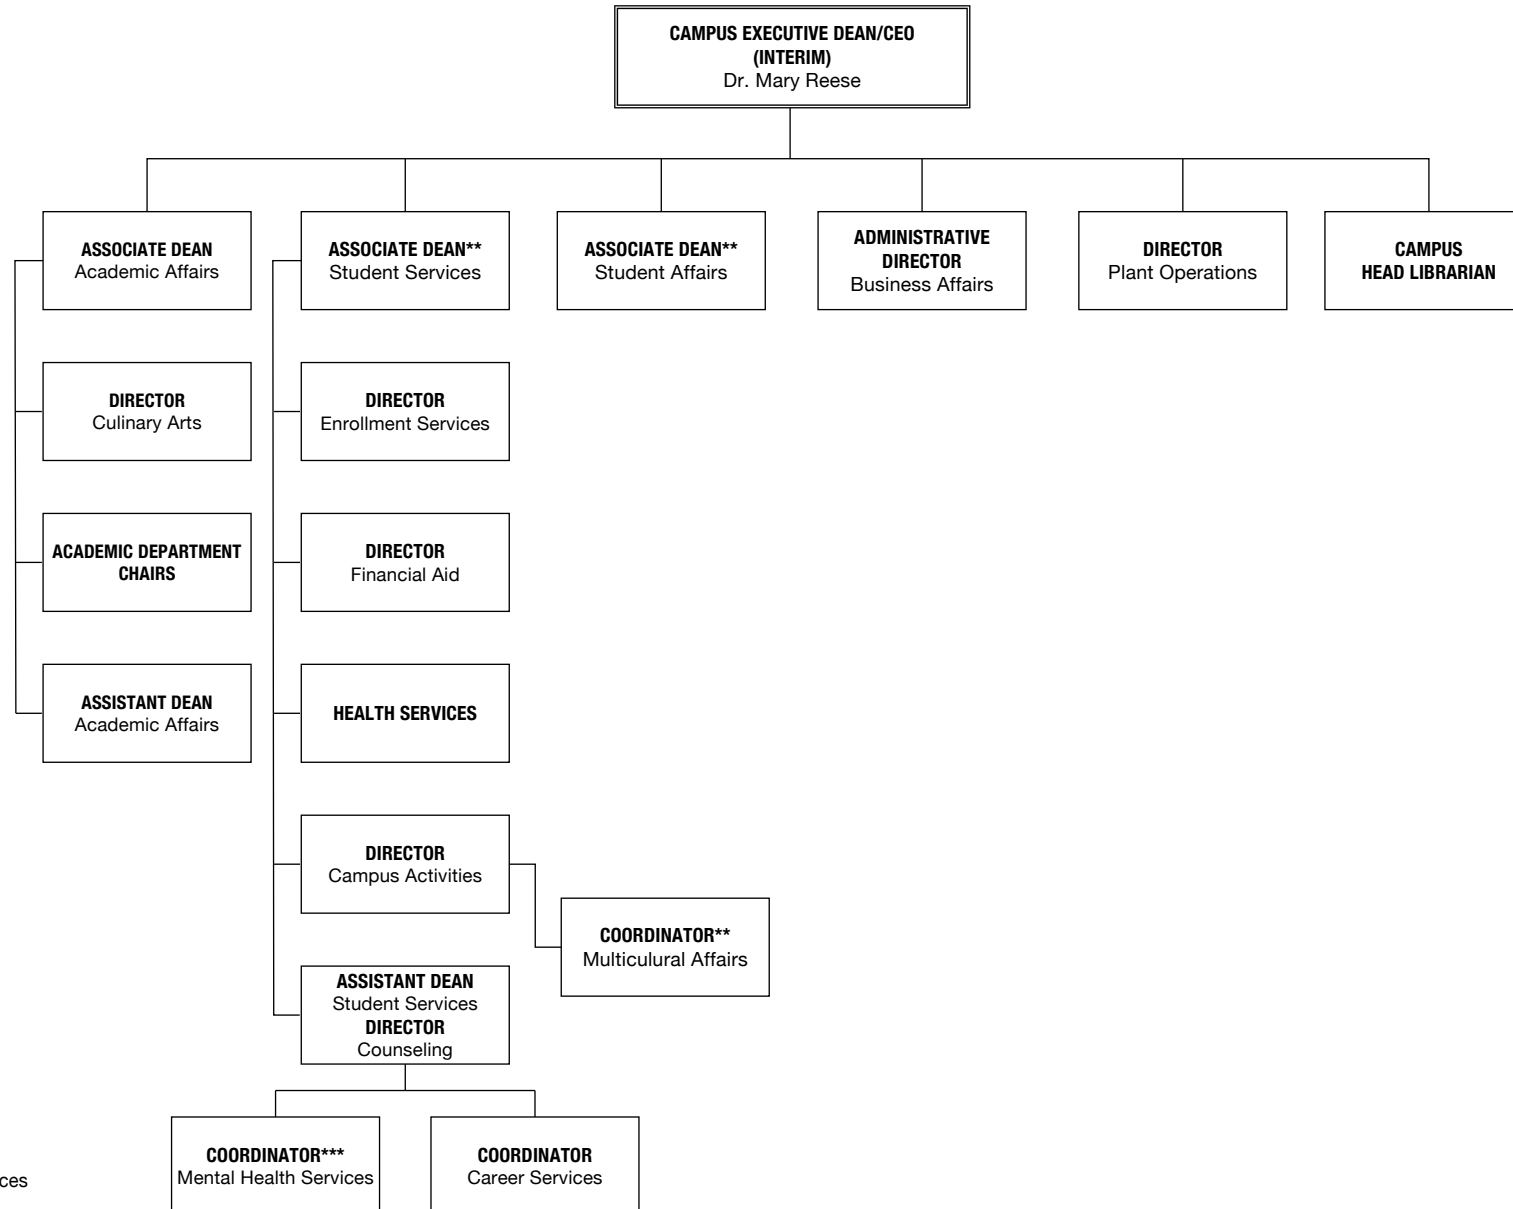 CAMPUS EXECUTIVE DEAN/CEO
(INTERIM)
Dr. Mary Reese
ASSOCIATE DEAN
Academic Affairs
ASSOCIATE DEAN**
Student Services
ASSOCIATE DEAN**
Student Affairs
ADMINISTRATIVE
DIRECTOR
Business Affairs
DIRECTOR
Plant Operations
CAMPUS
HEAD LIBRARIAN
DIRECTOR
Culinary Arts
DIRECTOR
Enrollment Services
ACADEMIC DEPARTMENT
CHAIRS
DIRECTOR
Financial Aid
ASSISTANT DEAN
Academic Affairs
HEALTH SERVICES
DIRECTOR
Campus Activities
COORDINATOR**
Multiculural Affairs
ASSISTANT DEAN
Student Services
DIRECTOR
Counseling
COORDINATOR***
Mental Health Services
COORDINATOR
Career Services
ces